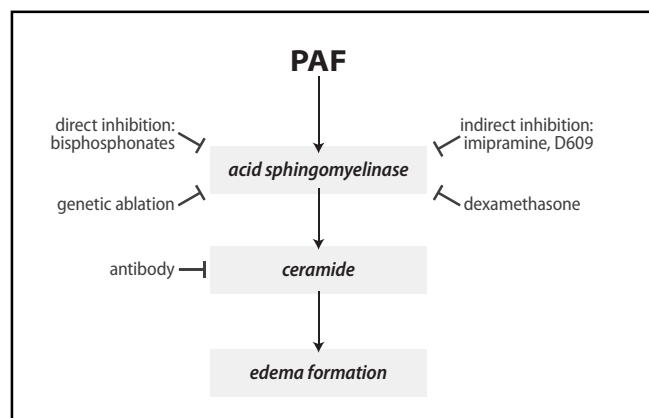 PAF
direct inhibition:
bisphosphonates
indirect inhibition:
imipramine, D609
acid sphingomyelinase
genetic ablation
dexamethasone
antibody
ceramide
edema formation